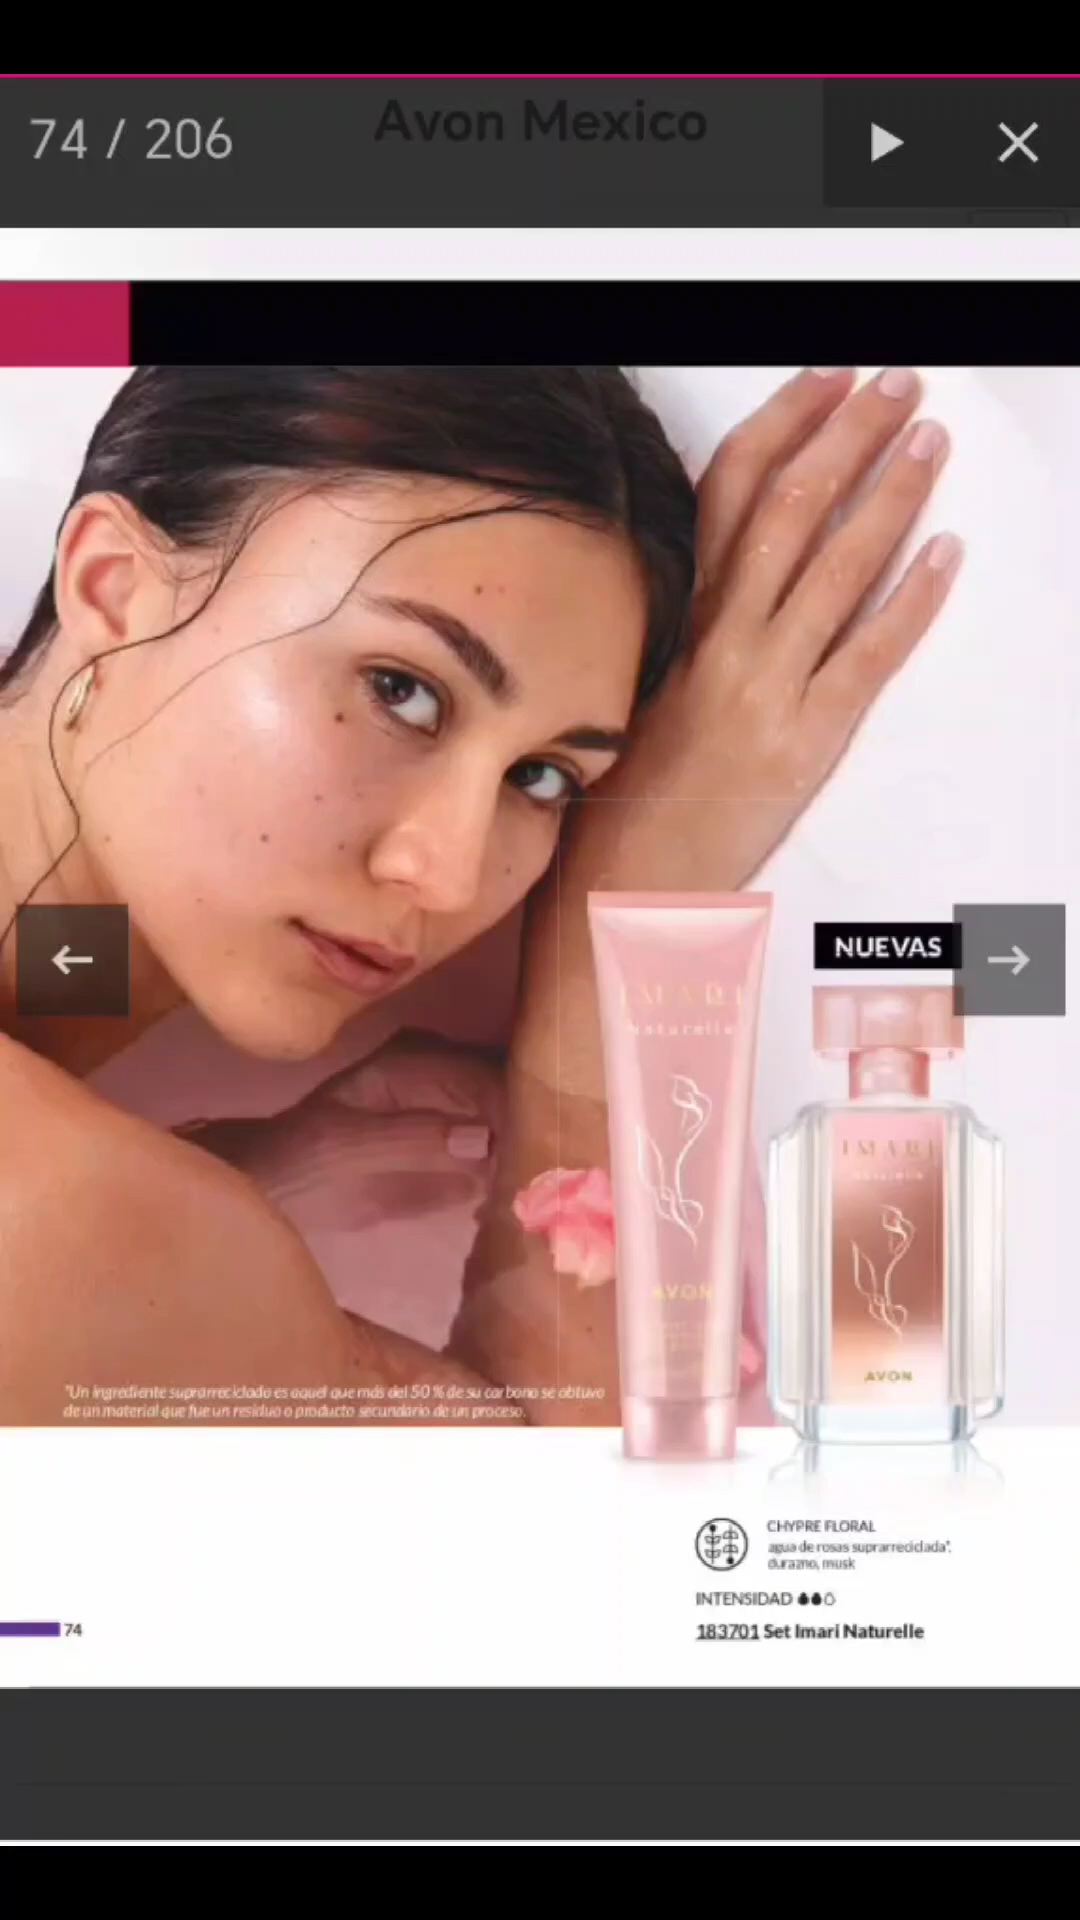 74 / 206
Avon Mexico
NUEVAS
IMARI
Naturelle
AVON
IMARI
AVON
*Un ingrediente suprarreciclado es aquel que más del 50% de su carbono se obtuvo
de un material que fue un residuo o producto secundario de un proceso.
CHYPRE FLORAL
agua de rosas suprarreciclada*,
durazno, musk
INTENSIDAD
183701 Set Imari Naturelle
74